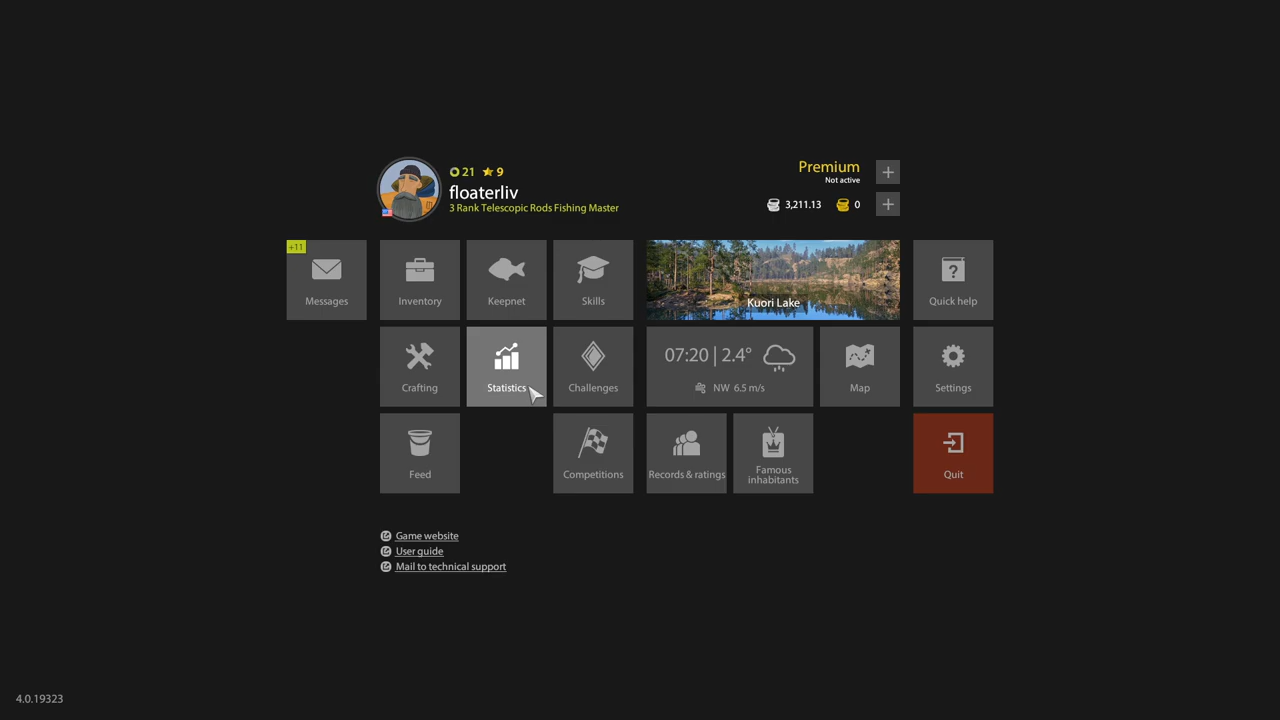 21 9
floaterliv
3 Rank Telescopic Rods Fishing Master
Premium
Not active
3,211.13 0
+11
Messages
Inventory
Keepnet
Skills
Kuori Lake
Quick help
Crafting
Statistics
Challenges
07:20 | 2.4°
NW 6.5 m/s
Map
Settings
Feed
Competitions
Records & ratings
Famous
inhabitants
Quit
Game website
User guide
Mail to technical support
4.0.19323